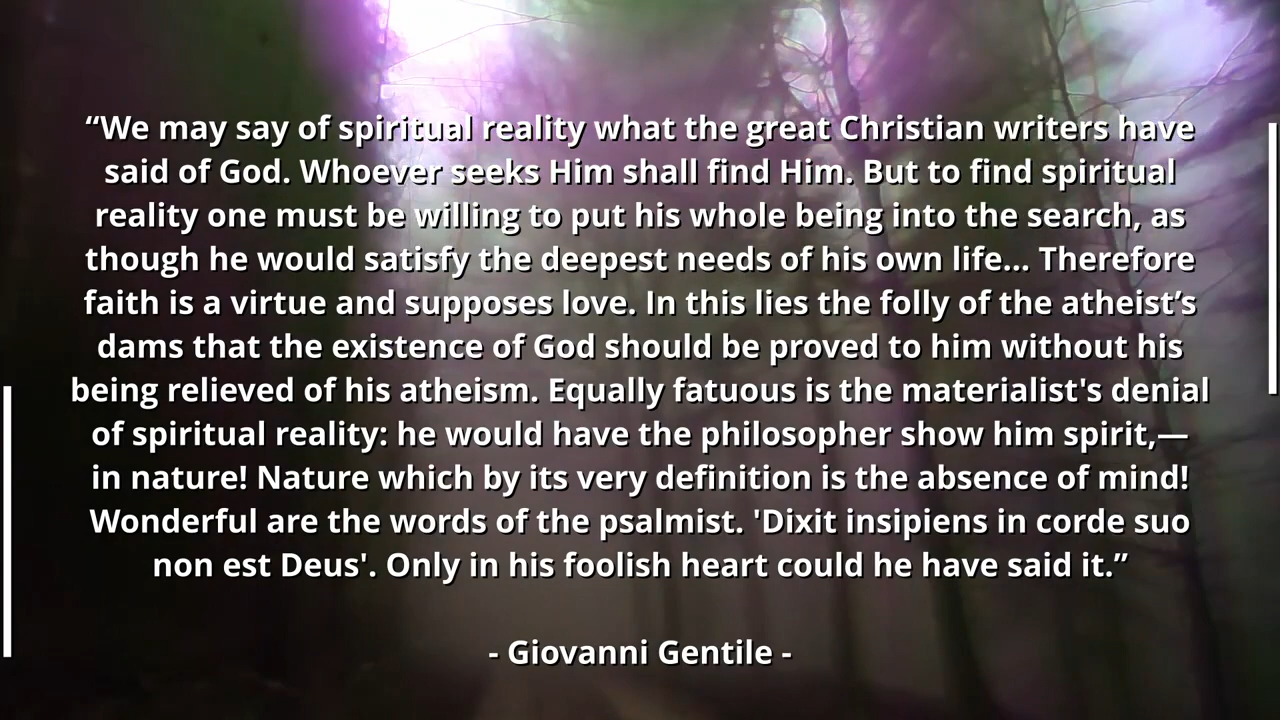 “We may say of spiritual reality what the great Christian writers have
said of God. Whoever seeks Him shall find Him. But to find spiritual
reality one must be willing to put his whole being into the search, as
though he would satisfy the deepest needs of his own life... Therefore
faith is a virtue and supposes love. In this lies the folly of the atheist’s
dams that the existence of God should be proved to him without his
being relieved of his atheism. Equally fatuous is the materialist's denial
of spiritual reality: he would have the philosopher show him spirit,—
in nature! Nature which by its very definition is the absence of mind!
Wonderful are the words of the psalmist. 'Dixit insipiens in corde suo
non est Deus'. Only in his foolish heart could he have said it.”
- Giovanni Gentile -